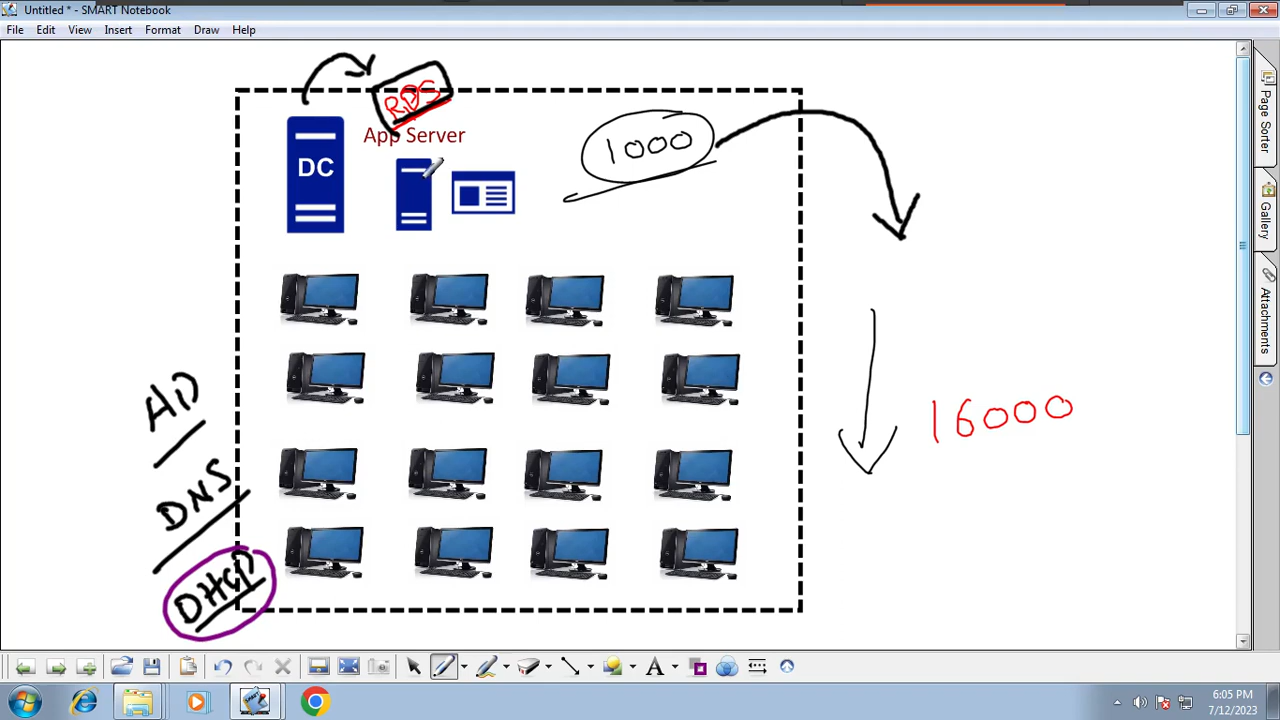 Untitled * - SMART Notebook
File Edit View Insert Format Draw Help
RDS
App Server
DC
1000
16000
AD
DNS
DHCP
Page Sorter
Gallery
Attachments
A
6:05 PM
7/12/2023